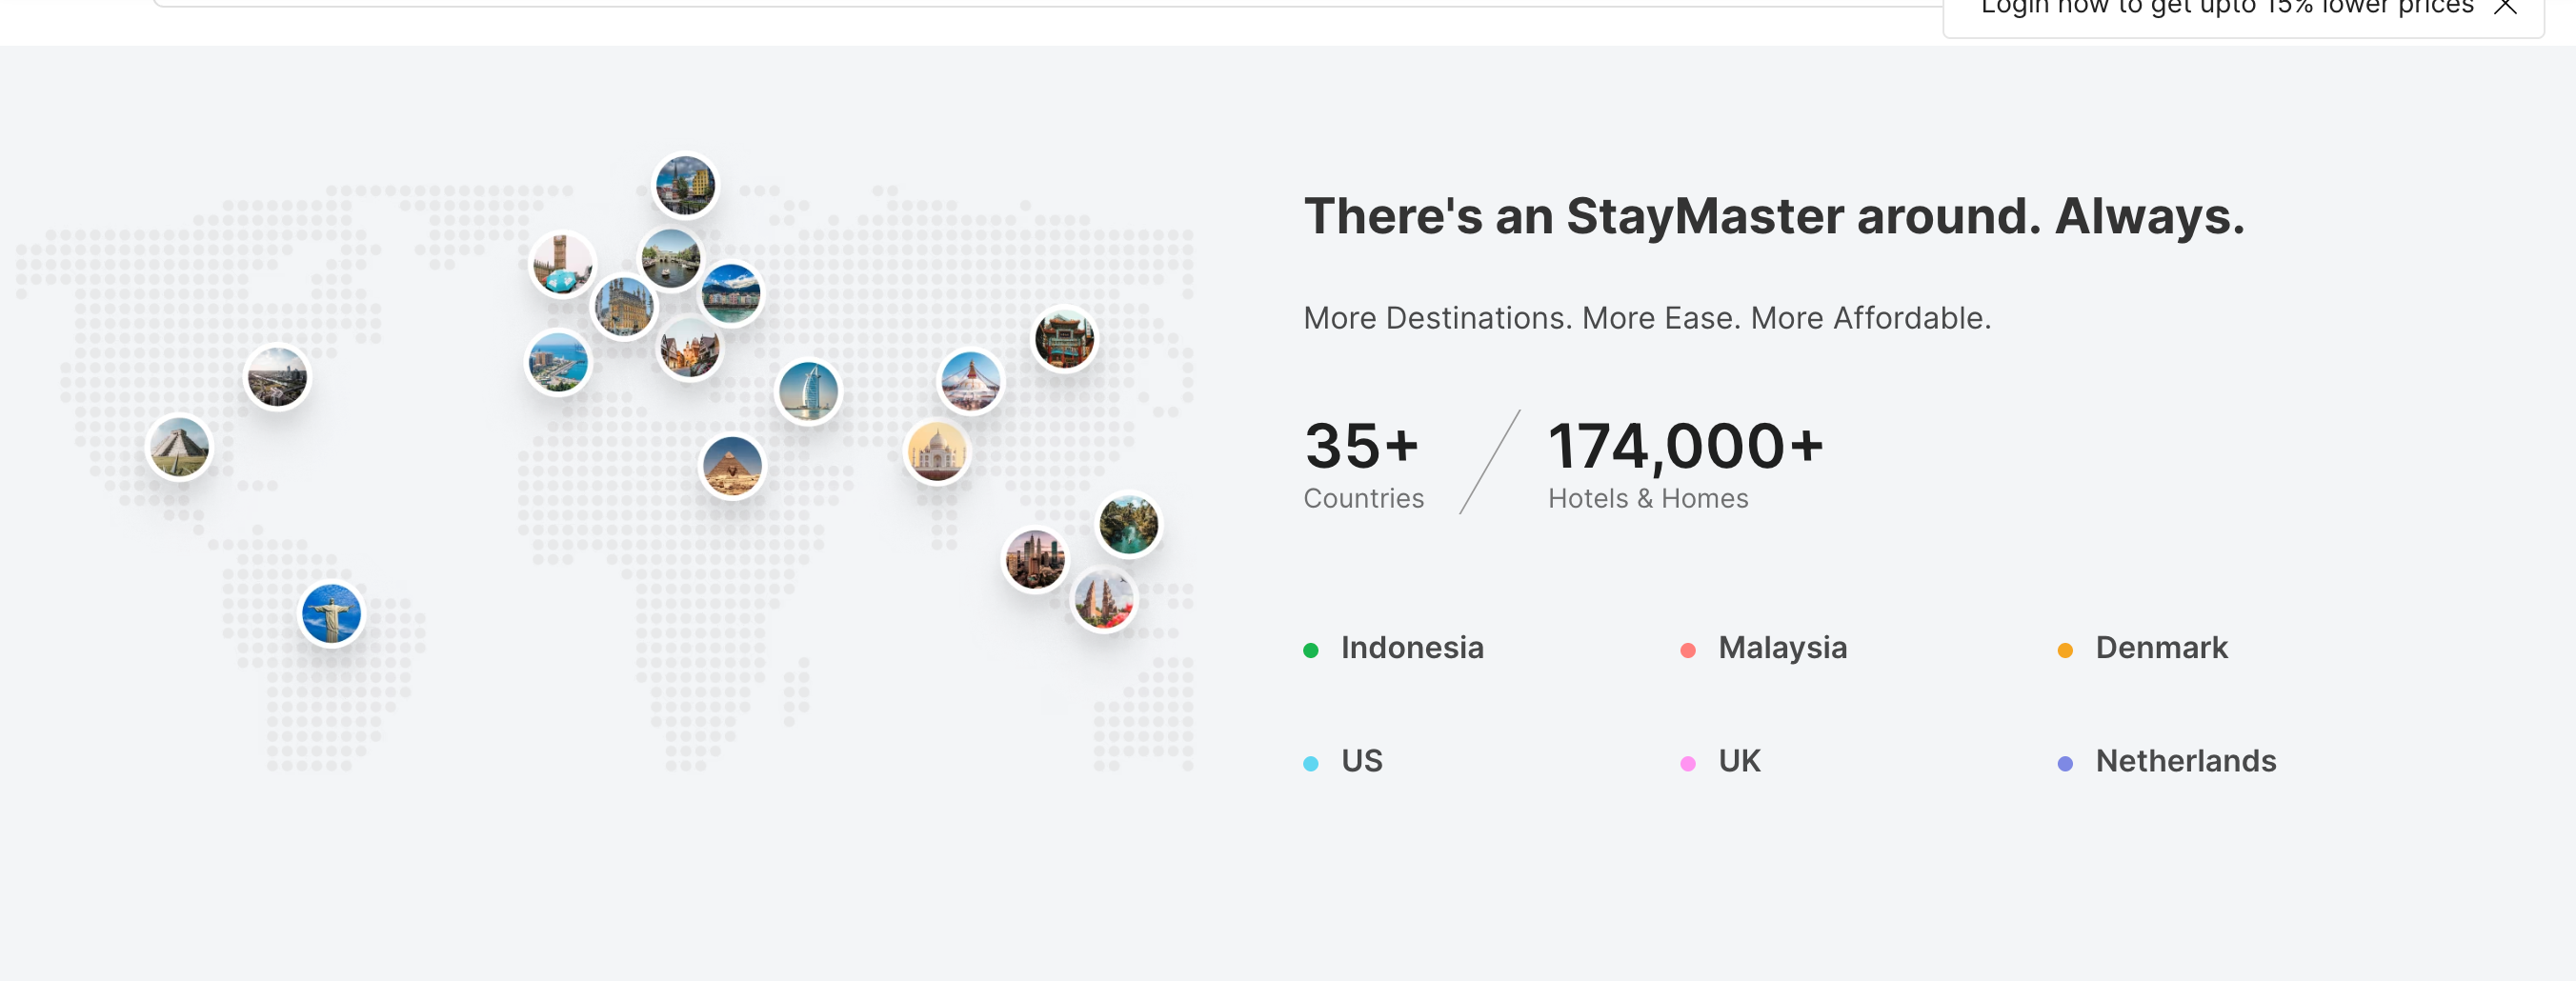 Login now to get upto 15% lower prices
There's an StayMaster around. Always.
More Destinations. More Ease. More Affordable.
35+
Countries
174,000+
Hotels & Homes
Indonesia
Malaysia
Denmark
US
UK
Netherlands